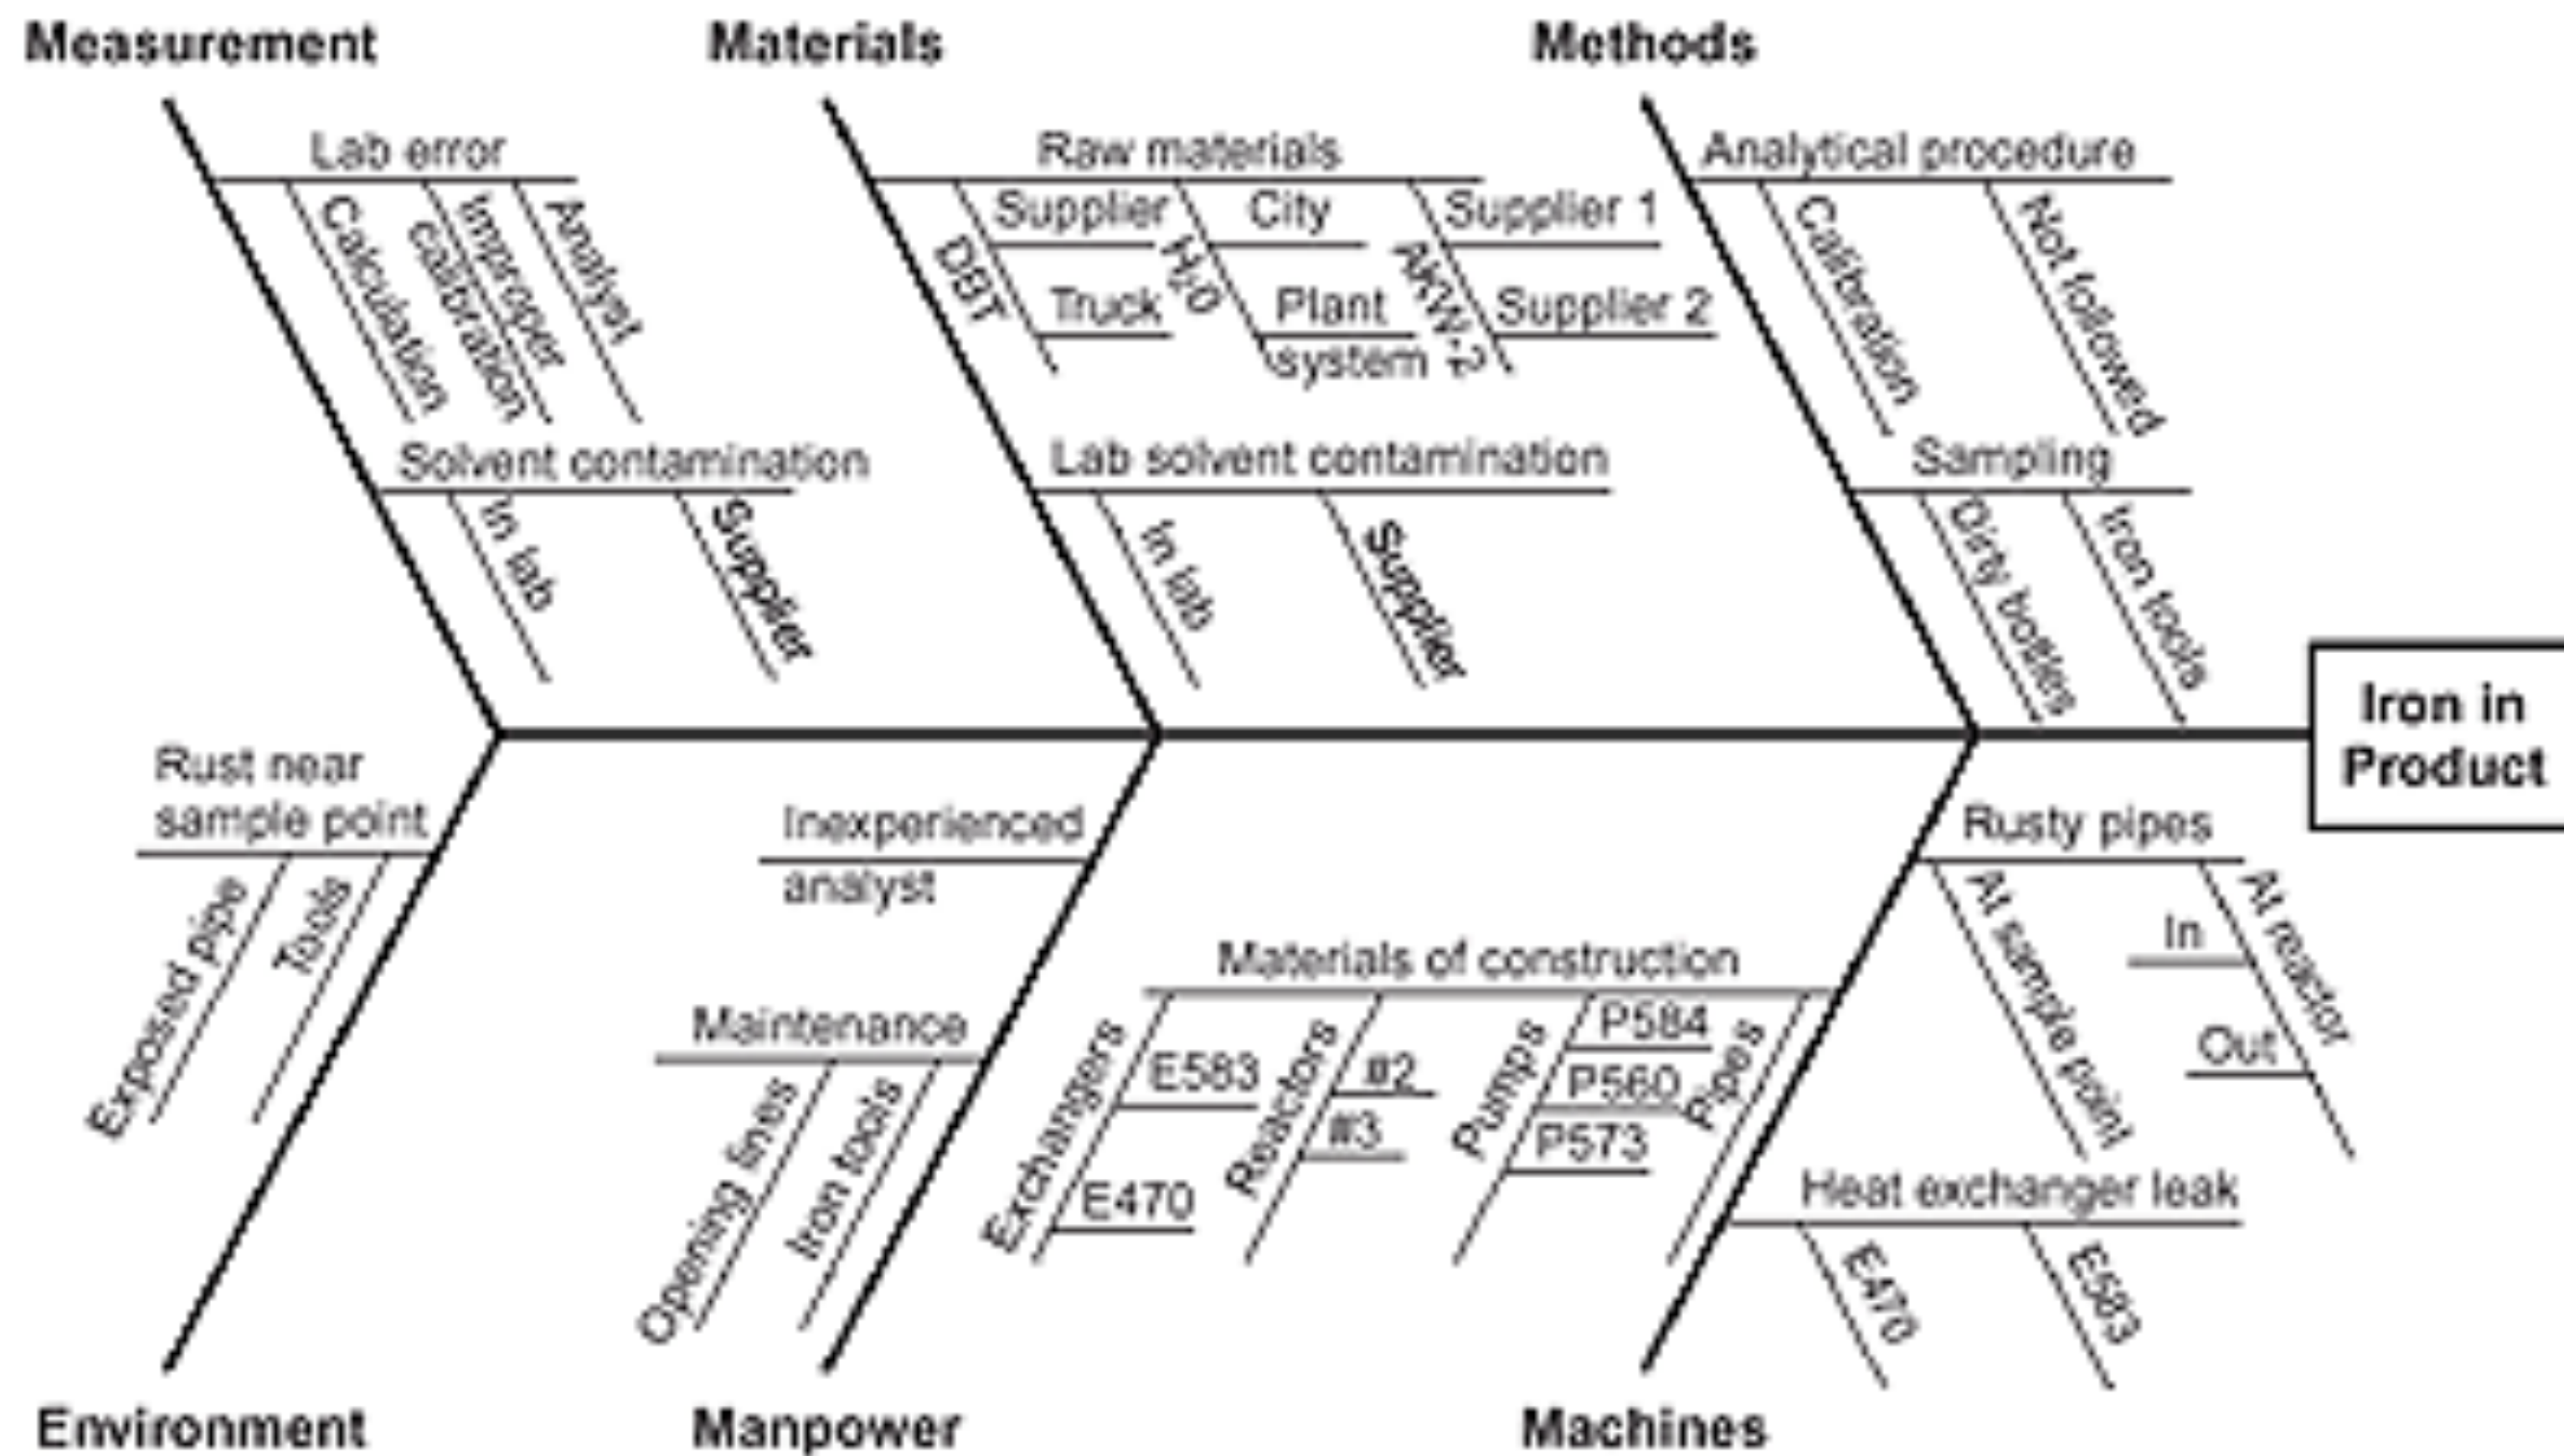 Measurement
Materials
Methods
Lab error
Calculation
Improper
calibration
Analyst
Solvent contamination
In lab
Supplier
Raw materials
DBT
Supplier
Truck
H20
City
Plant
system
AKW-2
Supplier 1
Supplier 2
Lab solvent contamination
In lab
Supplier
Analytical procedure
Calibration
Not followed
Sampling
Dirty bottles
Iron tools
Iron in
Product
Rust near
sample point
Exposed pipe
Tools
Inexperienced
analyst
Maintenance
Opening lines
Iron tools
Rusty pipes
At sample point
At reactor
In
Out
Materials of construction
Exchangers
E583
E470
Reactors
#2
#3
Pumps
P584
P560
P573
Pipes
Heat exchanger leak
E470
E583
Environment
Manpower
Machines